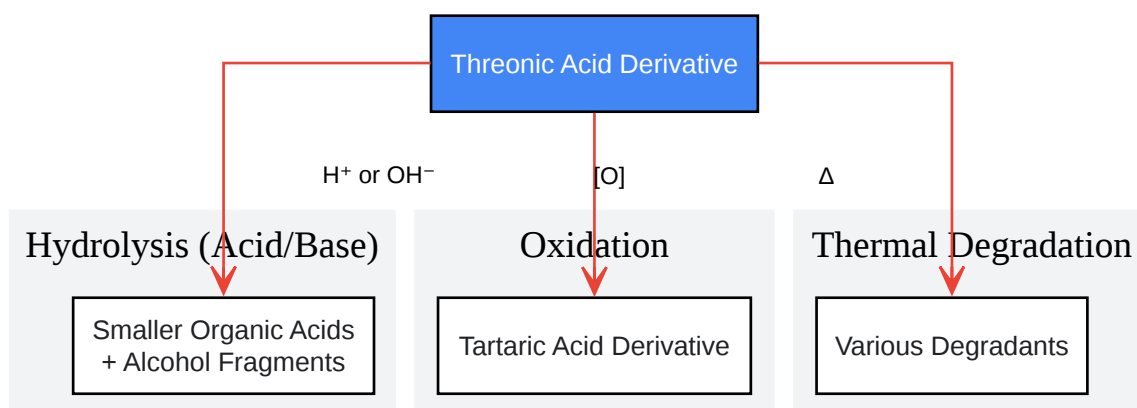 Threonic Acid Derivative
H⁺ or OH⁻
[O]
Δ
Hydrolysis (Acid/Base)
Oxidation
Thermal Degradation
Smaller Organic Acids
+ Alcohol Fragments
Tartaric Acid Derivative
Various Degradants